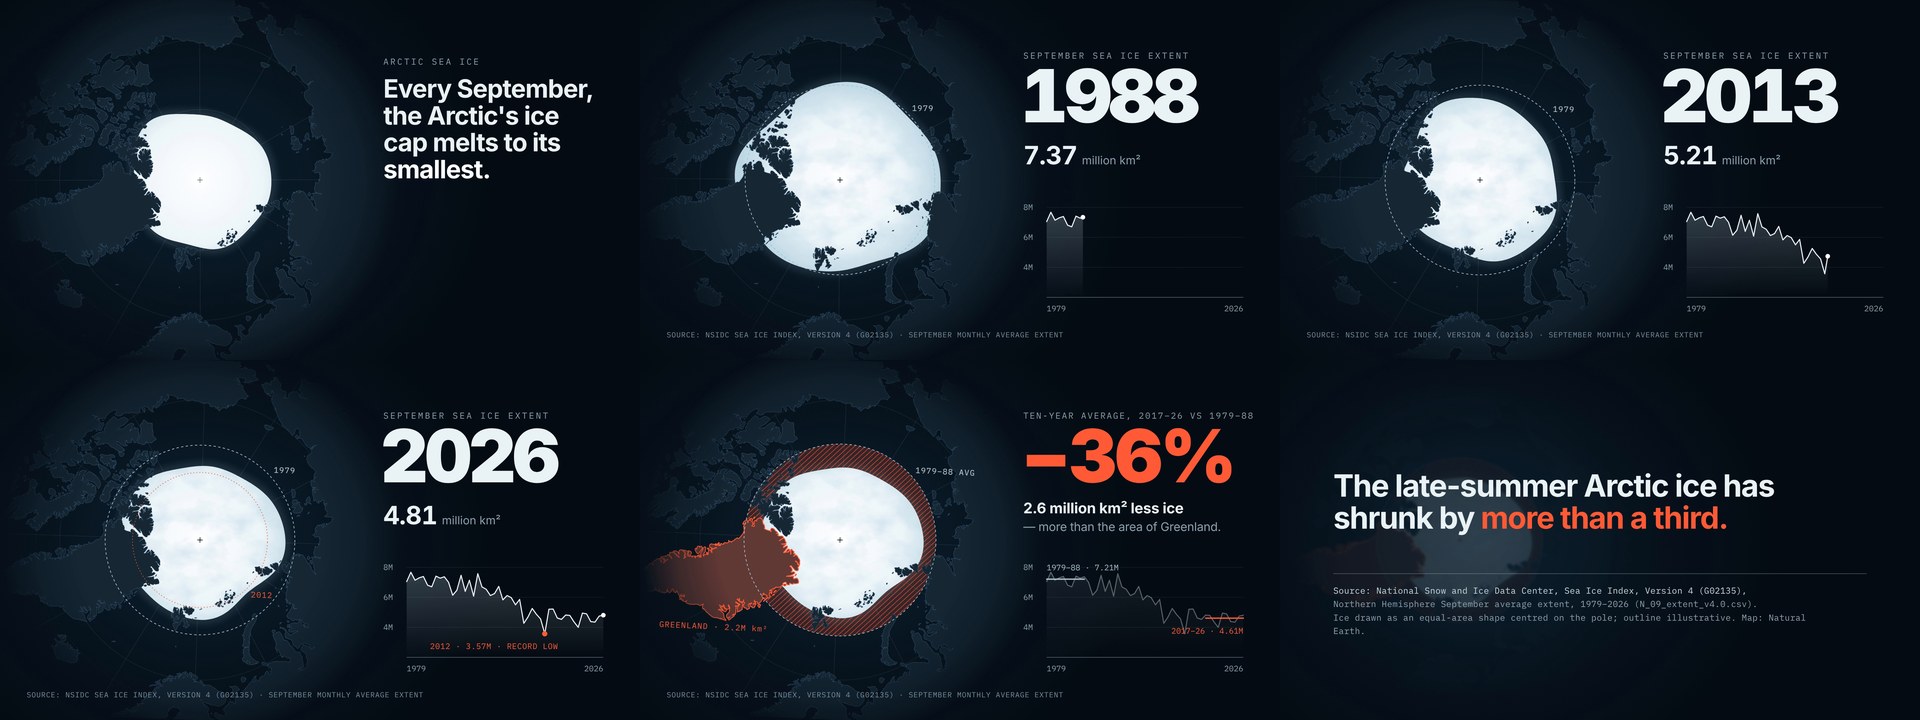 ARCTIC SEA ICE
Every September,
the Arctic's ice
cap melts to its
smallest.
SEPTEMBER SEA ICE EXTENT
1988
7.37 million km²
1979
8M
6M
4M
1979
2026
SOURCE: NSIDC SEA ICE INDEX, VERSION 4 (G02135) · SEPTEMBER MONTHLY AVERAGE EXTENT
SEPTEMBER SEA ICE EXTENT
2013
5.21 million km²
1979
8M
6M
4M
1979
2026
SOURCE: NSIDC SEA ICE INDEX, VERSION 4 (G02135) · SEPTEMBER MONTHLY AVERAGE EXTENT
SEPTEMBER SEA ICE EXTENT
2026
4.81 million km²
1979
2012
8M
6M
4M
2012 · 3.57M · RECORD LOW
1979
2026
SOURCE: NSIDC SEA ICE INDEX, VERSION 4 (G02135) · SEPTEMBER MONTHLY AVERAGE EXTENT
TEN-YEAR AVERAGE, 2017–26 VS 1979–88
−36%
2.6 million km² less ice
— more than the area of Greenland.
1979–88 AVG
GREENLAND · 2.2M km²
8M
1979–88 · 7.21M
6M
4M
2017–26 · 4.61M
1979
2026
SOURCE: NSIDC SEA ICE INDEX, VERSION 4 (G02135) · SEPTEMBER MONTHLY AVERAGE EXTENT
The late-summer Arctic ice has
shrunk by more than a third.
Source: National Snow and Ice Data Center, Sea Ice Index, Version 4 (G02135),
Northern Hemisphere September average extent, 1979–2026 (N_09_extent_v4.0.csv).
Ice drawn as an equal-area shape centred on the pole; outline illustrative. Map: Natural
Earth.